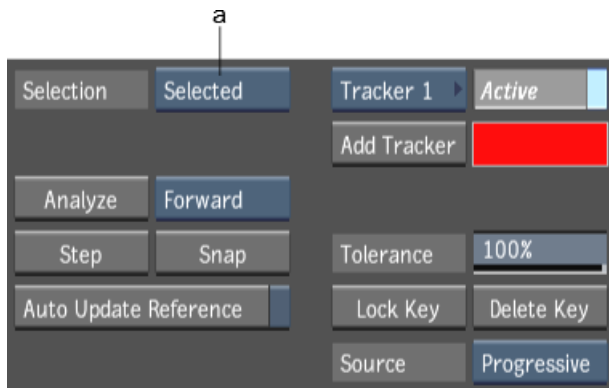 a
Selection Selected Tracker 1 Active
Add Tracker
Analyze Forward
Step Snap Tolerance 100%
Auto Update Reference Lock Key Delete Key
Source Progressive